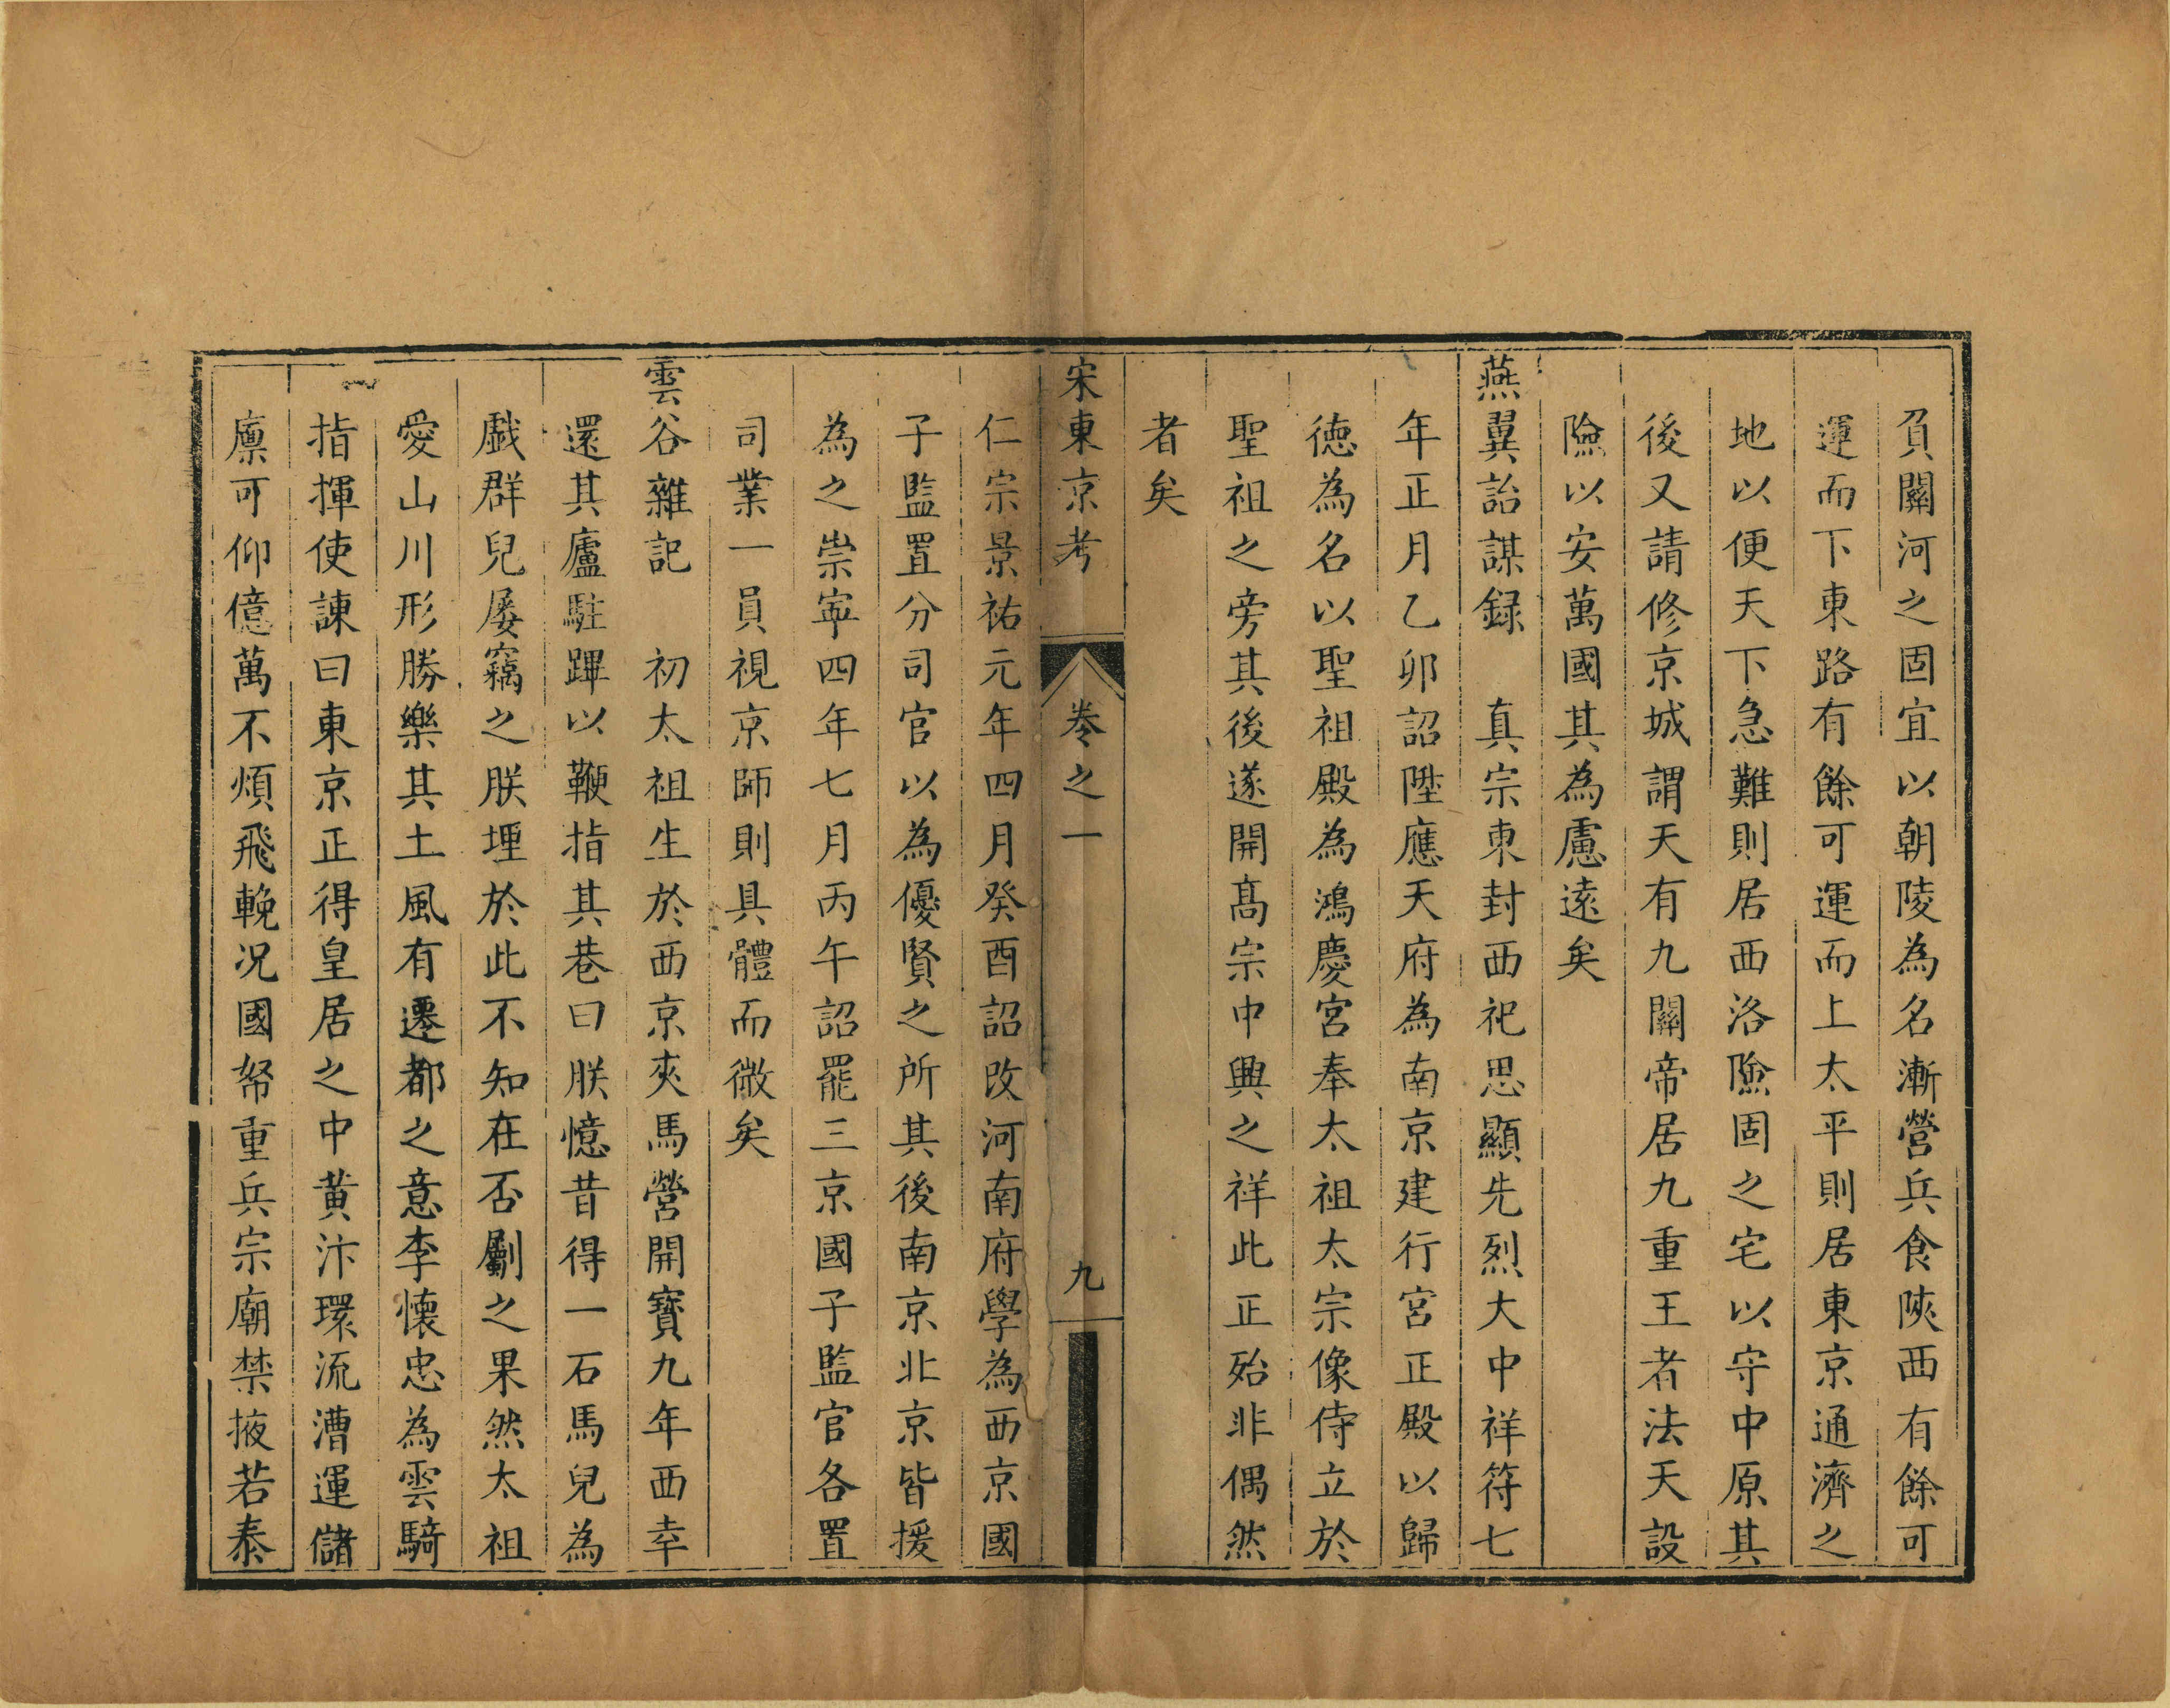 負關河之固宜以朝陵為名漸營兵食陝西有餘可
運而下東路有餘可運而上太平則居東京通濟之
地以便天下急難則居西洛險固之宅以守中原其
後又請修京城謂天有九關帝居九重王者法天設
險以安萬國其為慮遠矣
燕翼詒謀録　真宗東封西祀思顯先烈大中祥符七
年正月乙卯詔陞應天府為南京建行宮正殿以歸
德為名以聖祖殿為鴻慶宮奉太祖太宗像侍立於
聖祖之旁其後遂開髙宗中興之祥此正殆非偶然
者矣
宋東京考　卷之一　九
仁宗景祐元年四月癸酉詔改河南府學為西京國
子監置分司官以為優賢之所其後南京北京皆援
為之崇寧四年七月丙午詔罷三京國子監官各置
司業一員視京師則具體而微矣
雲谷雜記　初太祖生於西京夾馬營開寶九年西幸
還其廬駐蹕以鞭指其巷曰朕憶昔得一石馬兒為
戲群兒屡竊之朕埋於此不知在否劚之果然太祖
愛山川形勝樂其土風有遷都之意李懷忠為雲騎
指揮使諫曰東京正得皇居之中黄汴環流漕運儲
廪可仰億萬不煩飛輓况國帑重兵宗廟禁掖若泰